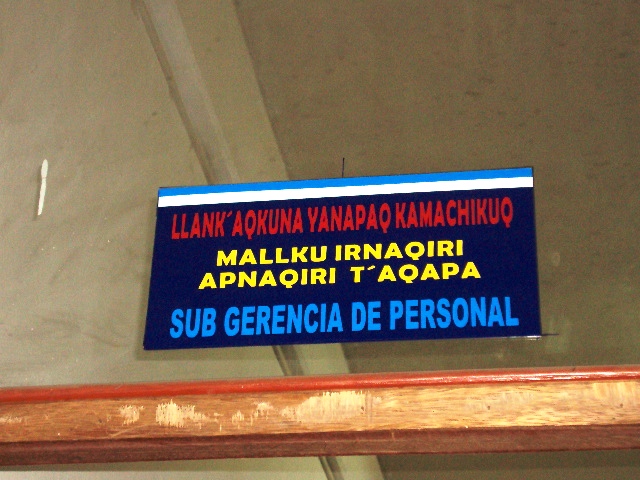 LLANK´AQKUNA YANAPAQ KAMACHIKUQ
MALLKU IRNAQIRI
APNAQIRI T´AQAPA
SUB GERENCIA DE PERSONAL